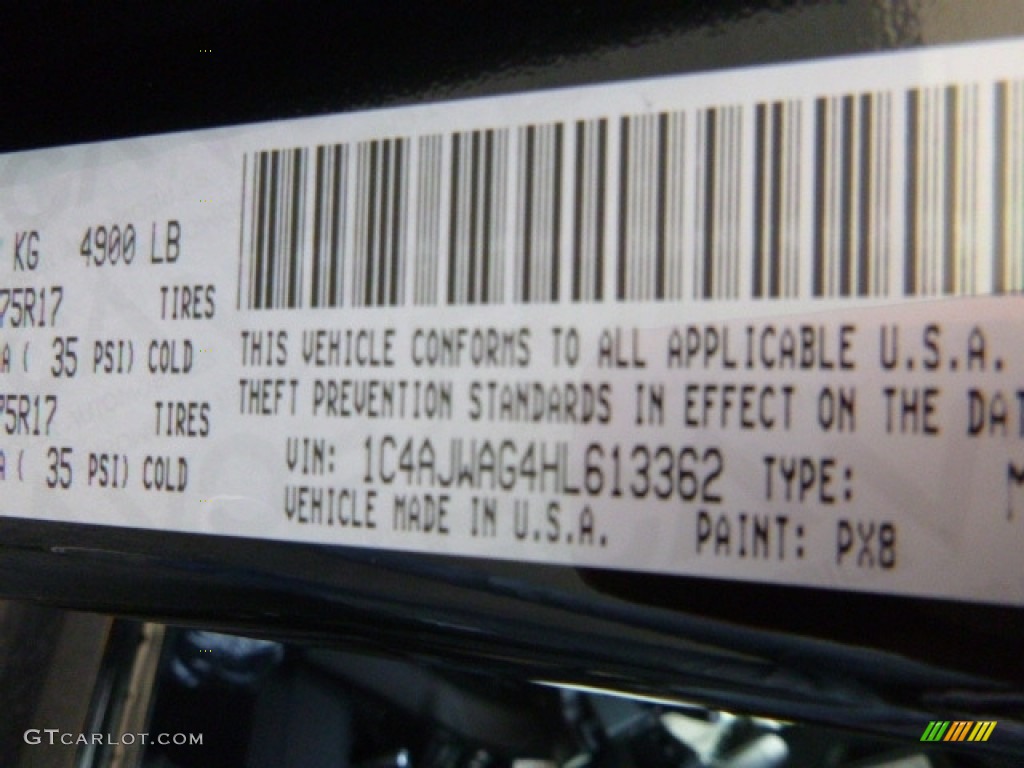 KG 4900 LB
75R17 TIRES
A ( 35 PSI) COLD
75R17 TIRES
A ( 35 PSI) COLD
THIS VEHICLE CONFORMS TO ALL APPLICABLE U.S.A.
THEFT PREVENTION STANDARDS IN EFFECT ON THE DAT
VIN: 1C4AJWAG4HL613362 TYPE: M
VEHICLE MADE IN U.S.A. PAINT: PX8
GTCARLOT.COM